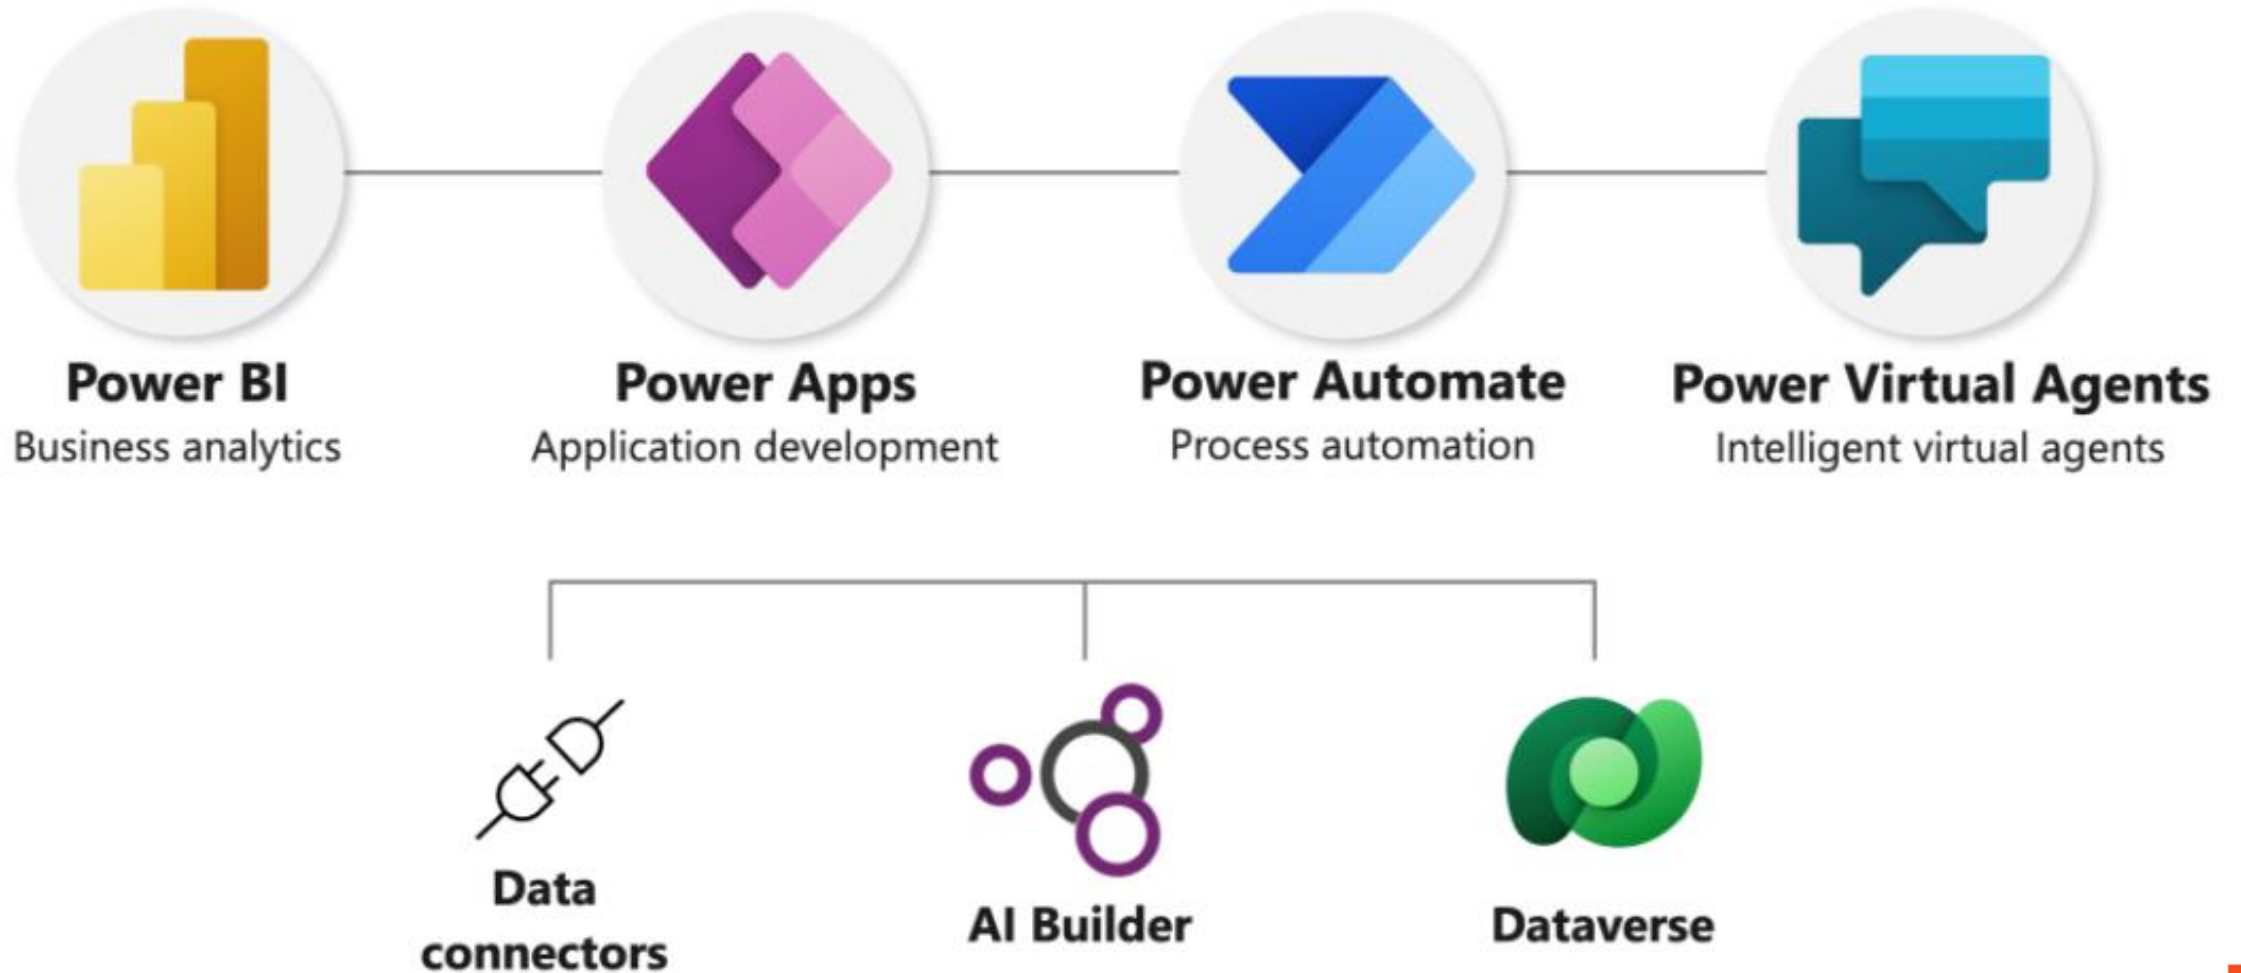 Power BI
Business analytics
Power Apps
Application development
Power Automate
Process automation
Power Virtual Agents
Intelligent virtual agents
Data
connectors
AI Builder
Dataverse